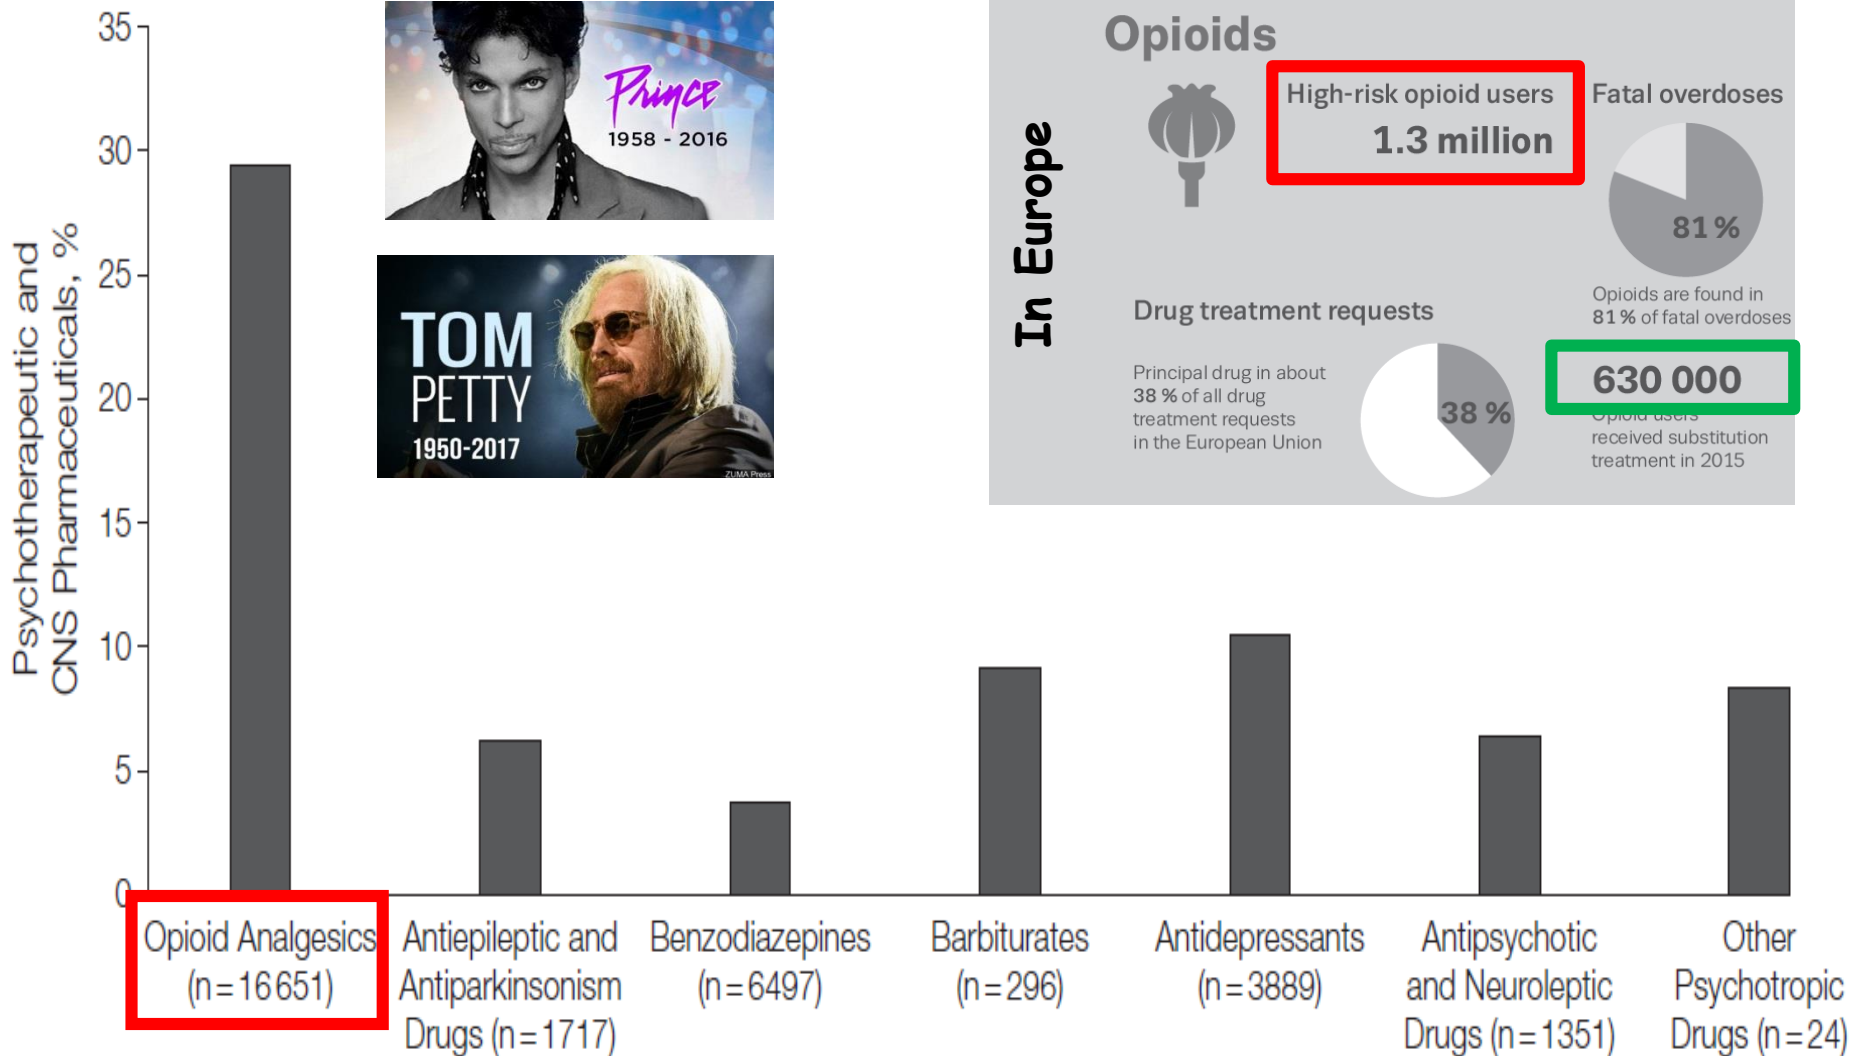 35
30
25
20
15
10
5
0
Psychotherapeutic and
CNS Pharmaceuticals, %
Prince
1958 - 2016
TOM
PETTY
1950-2017
ZUMA Press
In Europe
Opioids
High-risk opioid users
1.3 million
Fatal overdoses
81 %
Opioids are found in
81 % of fatal overdoses
Drug treatment requests
Principal drug in about
38 % of all drug
treatment requests
in the European Union
38 %
630 000
Opioid users
received substitution
treatment in 2015
Opioid Analgesics
(n=16651)
Antiepileptic and
Antiparkinsonism
Drugs (n=1717)
Benzodiazepines
(n=6497)
Barbiturates
(n=296)
Antidepressants
(n=3889)
Antipsychotic
and Neuroleptic
Drugs (n=1351)
Other
Psychotropic
Drugs (n=24)